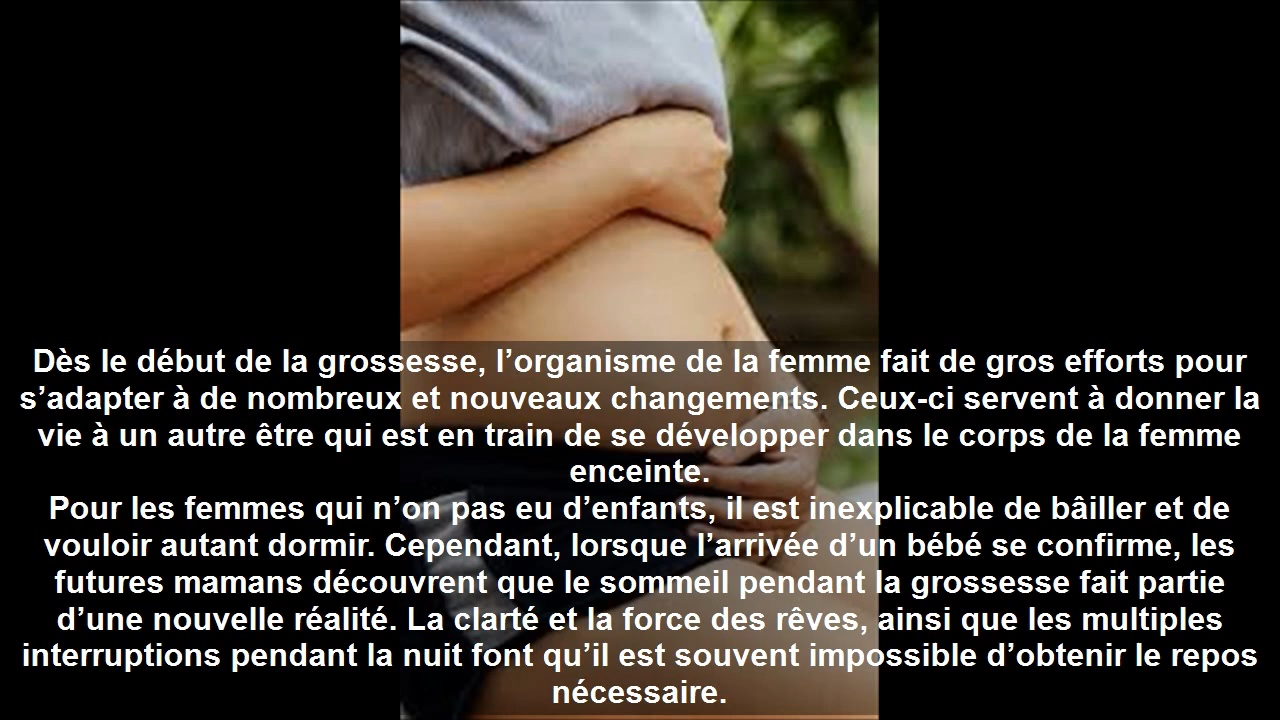 Dès le début de la grossesse, l’organisme de la femme fait de gros efforts pour
s’adapter à de nombreux et nouveaux changements. Ceux-ci servent à donner la
vie à un autre être qui est en train de se développer dans le corps de la femme
enceinte.
Pour les femmes qui n’on pas eu d’enfants, il est inexplicable de bâiller et de
vouloir autant dormir. Cependant, lorsque l’arrivée d’un bébé se confirme, les
futures mamans découvrent que le sommeil pendant la grossesse fait partie
d’une nouvelle réalité. La clarté et la force des rêves, ainsi que les multiples
interruptions pendant la nuit font qu’il est souvent impossible d’obtenir le repos
nécessaire.